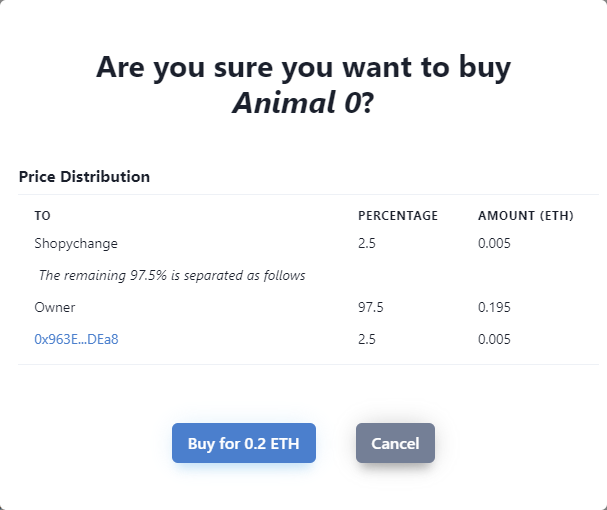 Are you sure you want to buy
Animal 0?
Price Distribution
TO PERCENTAGE AMOUNT (ETH)
Shopychange 2.5 0.005
The remaining 97.5% is separated as follows
Owner 97.5 0.195
0x963E...DEa8 2.5 0.005
Buy for 0.2 ETH Cancel